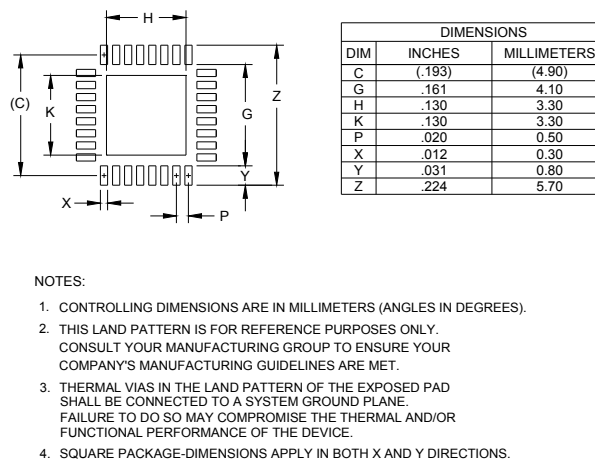 H
(C)
K
G
Z
Y
X
P
DIMENSIONS
DIM INCHES MILLIMETERS
C (.193) (4.90)
G .161 4.10
H .130 3.30
K .130 3.30
P .020 0.50
X .012 0.30
Y .031 0.80
Z .224 5.70
NOTES:
1. CONTROLLING DIMENSIONS ARE IN MILLIMETERS (ANGLES IN DEGREES).
2. THIS LAND PATTERN IS FOR REFERENCE PURPOSES ONLY.
CONSULT YOUR MANUFACTURING GROUP TO ENSURE YOUR
COMPANY'S MANUFACTURING GUIDELINES ARE MET.
3. THERMAL VIAS IN THE LAND PATTERN OF THE EXPOSED PAD
SHALL BE CONNECTED TO A SYSTEM GROUND PLANE.
FAILURE TO DO SO MAY COMPROMISE THE THERMAL AND/OR
FUNCTIONAL PERFORMANCE OF THE DEVICE.
4. SQUARE PACKAGE-DIMENSIONS APPLY IN BOTH X AND Y DIRECTIONS.